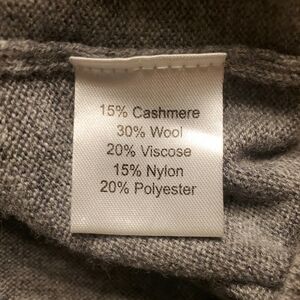 15% Cashmere
30% Wool
20% Viscose
15% Nylon
20% Polyester